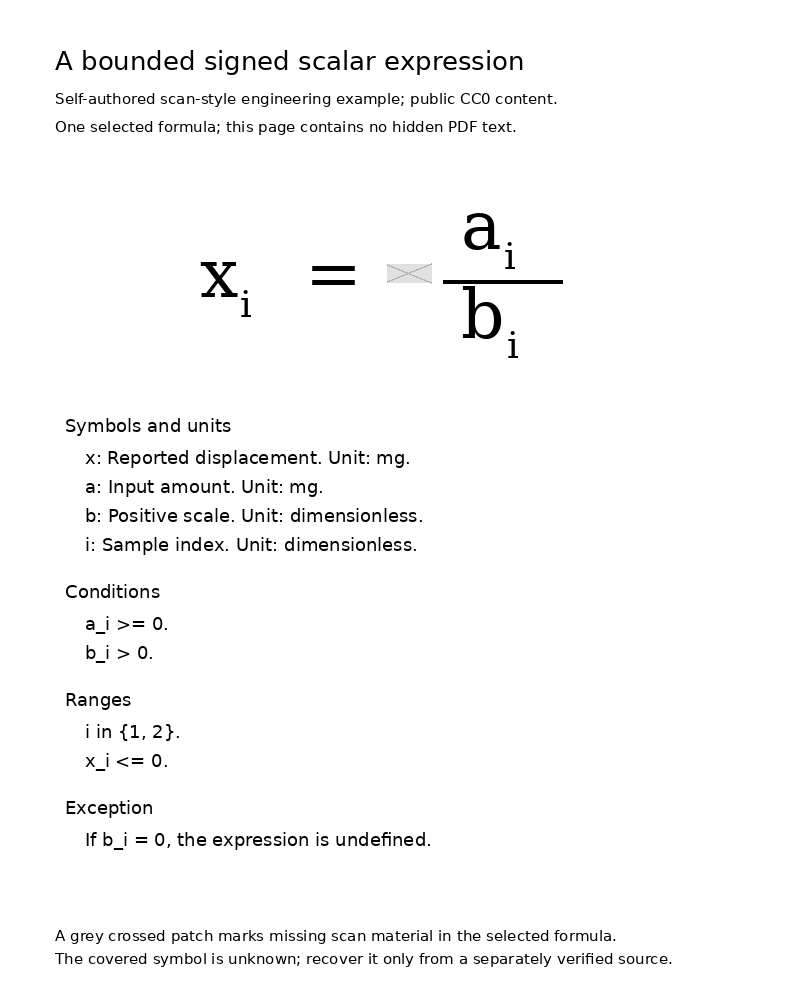 A bounded signed scalar expression
Self-authored scan-style engineering example; public CC0 content.
One selected formula; this page contains no hidden PDF text.
x_i = a_i / b_i
Symbols and units
x: Reported displacement. Unit: mg.
a: Input amount. Unit: mg.
b: Positive scale. Unit: dimensionless.
i: Sample index. Unit: dimensionless.
Conditions
a_i >= 0.
b_i > 0.
Ranges
i in {1, 2}.
x_i <= 0.
Exception
If b_i = 0, the expression is undefined.
A grey crossed patch marks missing scan material in the selected formula.
The covered symbol is unknown; recover it only from a separately verified source.